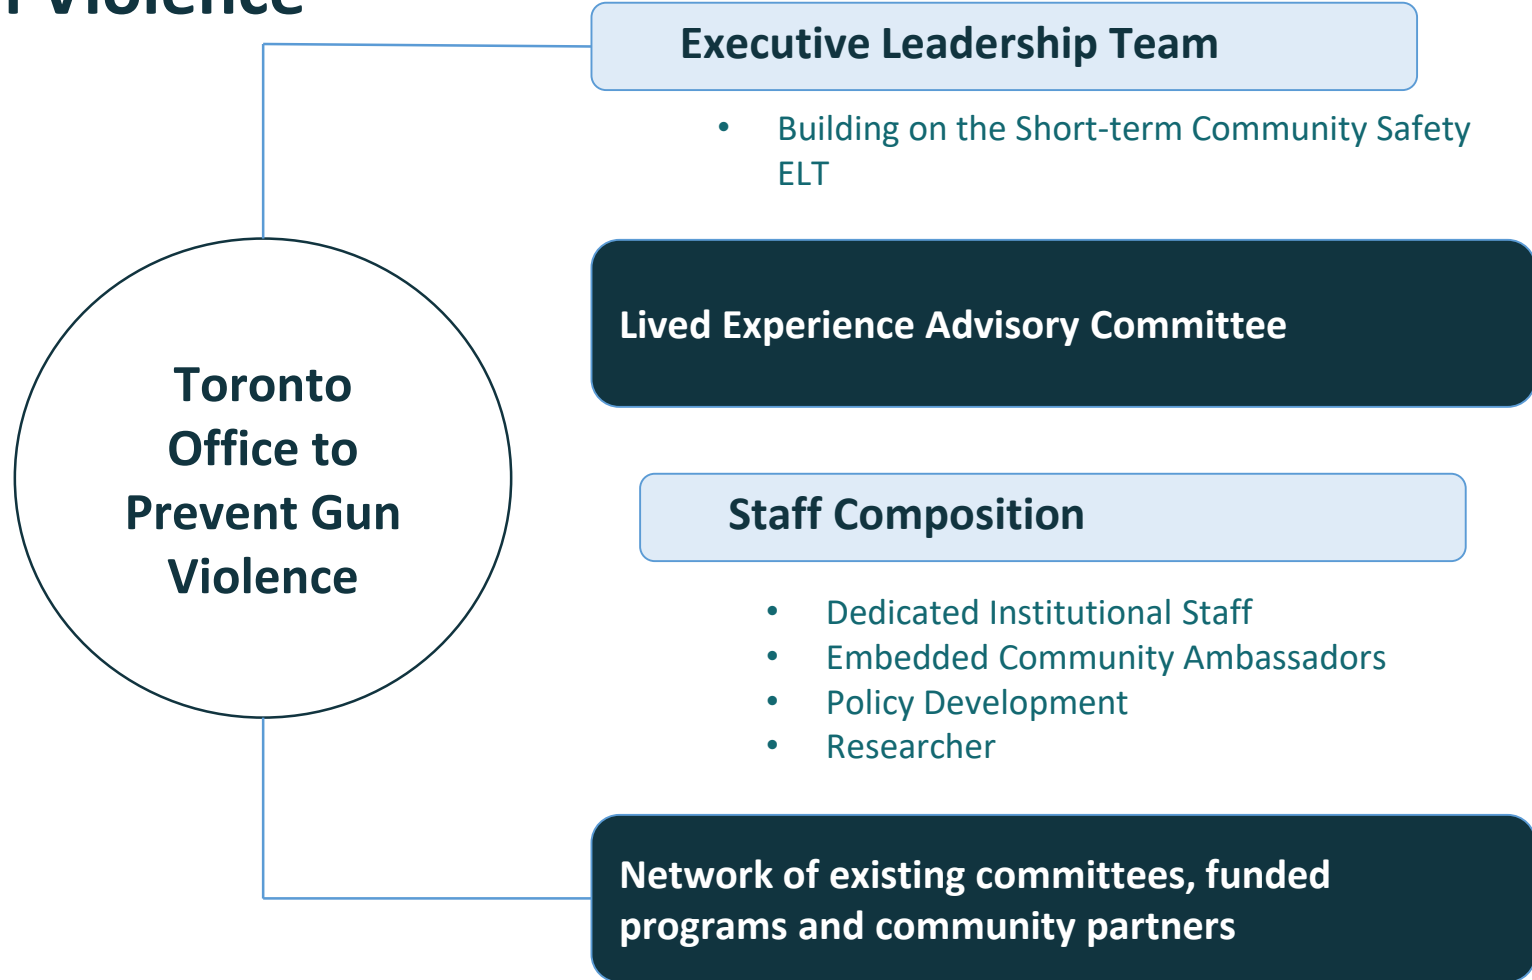 Violence
Executive Leadership Team
• Building on the Short-term Community Safety
ELT
Lived Experience Advisory Committee
Toronto
Office to
Prevent Gun
Violence
Staff Composition
• Dedicated Institutional Staff
• Embedded Community Ambassadors
• Policy Development
• Researcher
Network of existing committees, funded
programs and community partners